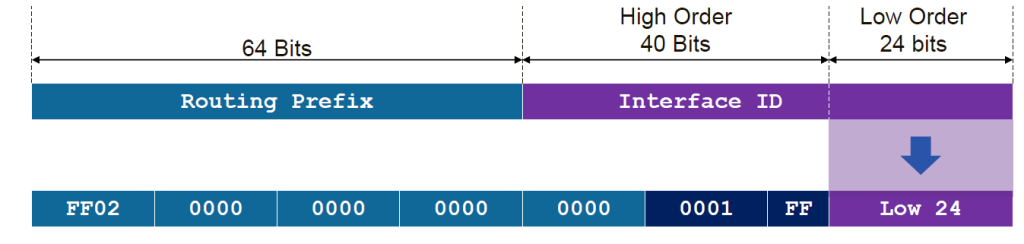 High Order Low Order
64 Bits 40 Bits 24 bits
Routing Prefix Interface ID
FF02 0000 0000 0000 0000 0001 FF Low 24